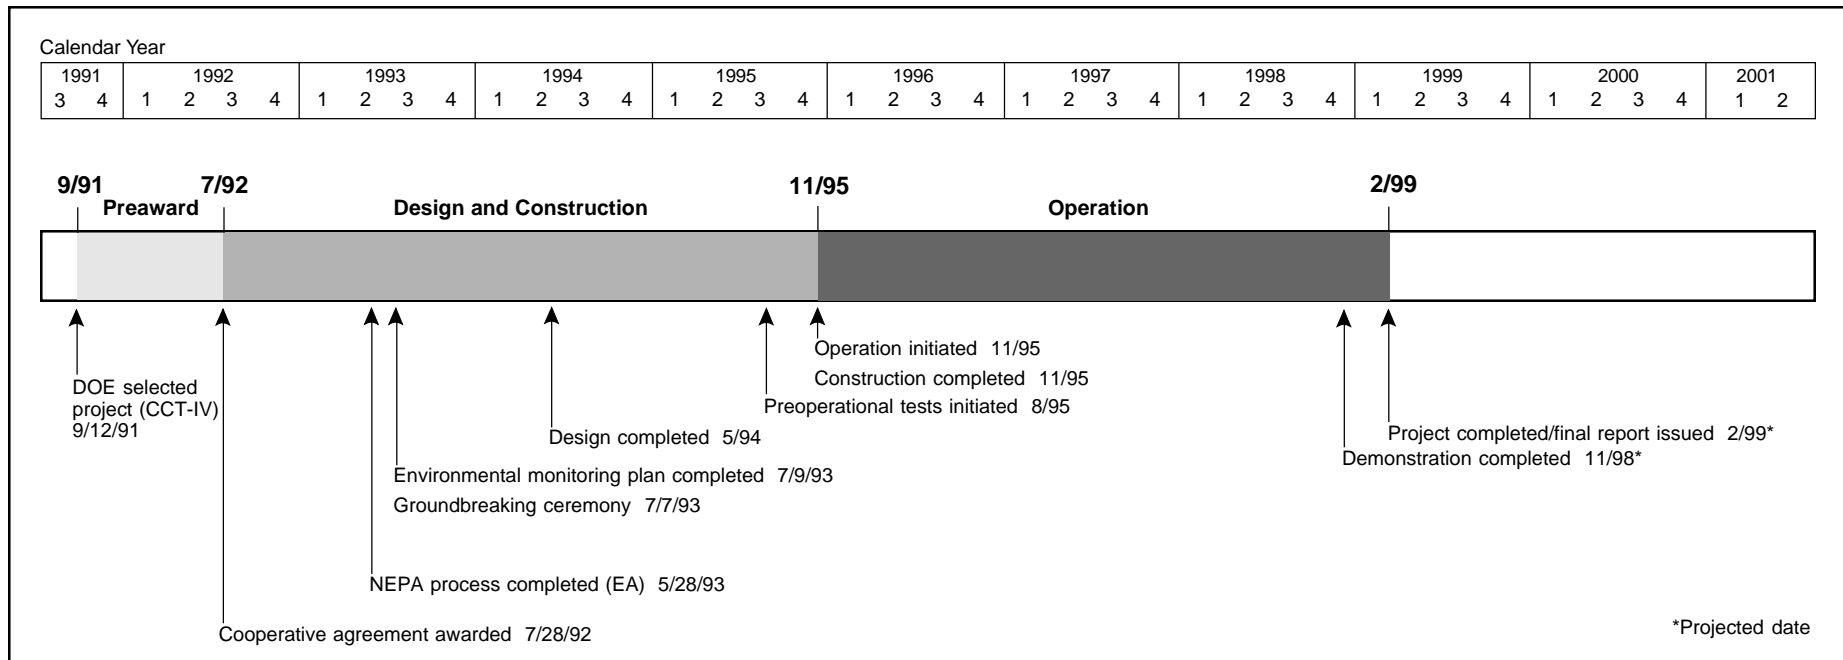 Calendar Year
1991 1992 1993 1994 1995 1996 1997 1998 1999 2000 2001
3 4 1 2 3 4 1 2 3 4 1 2 3 4 1 2 3 4 1 2 3 4 1 2 3 4 1 2 3 4 1 2 3 4 1 2 3 4 1 2
9/91 7/92 11/95 2/99
Preaward Design and Construction Operation
Operation initiated 11/95
Construction completed 11/95
DOE selected
project (CCT-IV)
9/12/91
Preoperational tests initiated 8/95
Design completed 5/94
Project completed/final report issued 2/99*
Demonstration completed 11/98*
Environmental monitoring plan completed 7/9/93
Groundbreaking ceremony 7/7/93
NEPA process completed (EA) 5/28/93
Cooperative agreement awarded 7/28/92
*Projected date